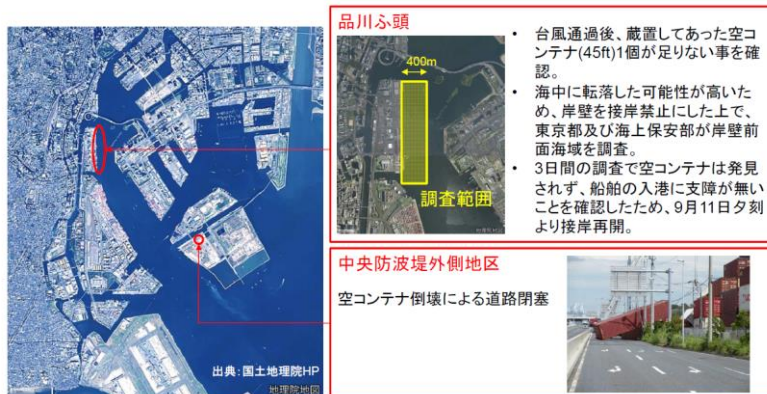 品川ふ頭
400m
調査範囲
地理院地図
• 台風通過後、蔵置してあった空コ
ンテナ(45ft)1個が足りない事を確
認。
• 海中に転落した可能性が高いた
め、岸壁を接岸禁止にした上で、
東京都及び海上保安部が岸壁前
面海域を調査。
• 3日間の調査で空コンテナは発見
されず、船舶の入港に支障が無い
ことを確認したため、9月11日夕刻
より接岸再開。
中央防波堤外側地区
空コンテナ倒壊による道路閉塞
出典：国土地理院HP
地理院地図